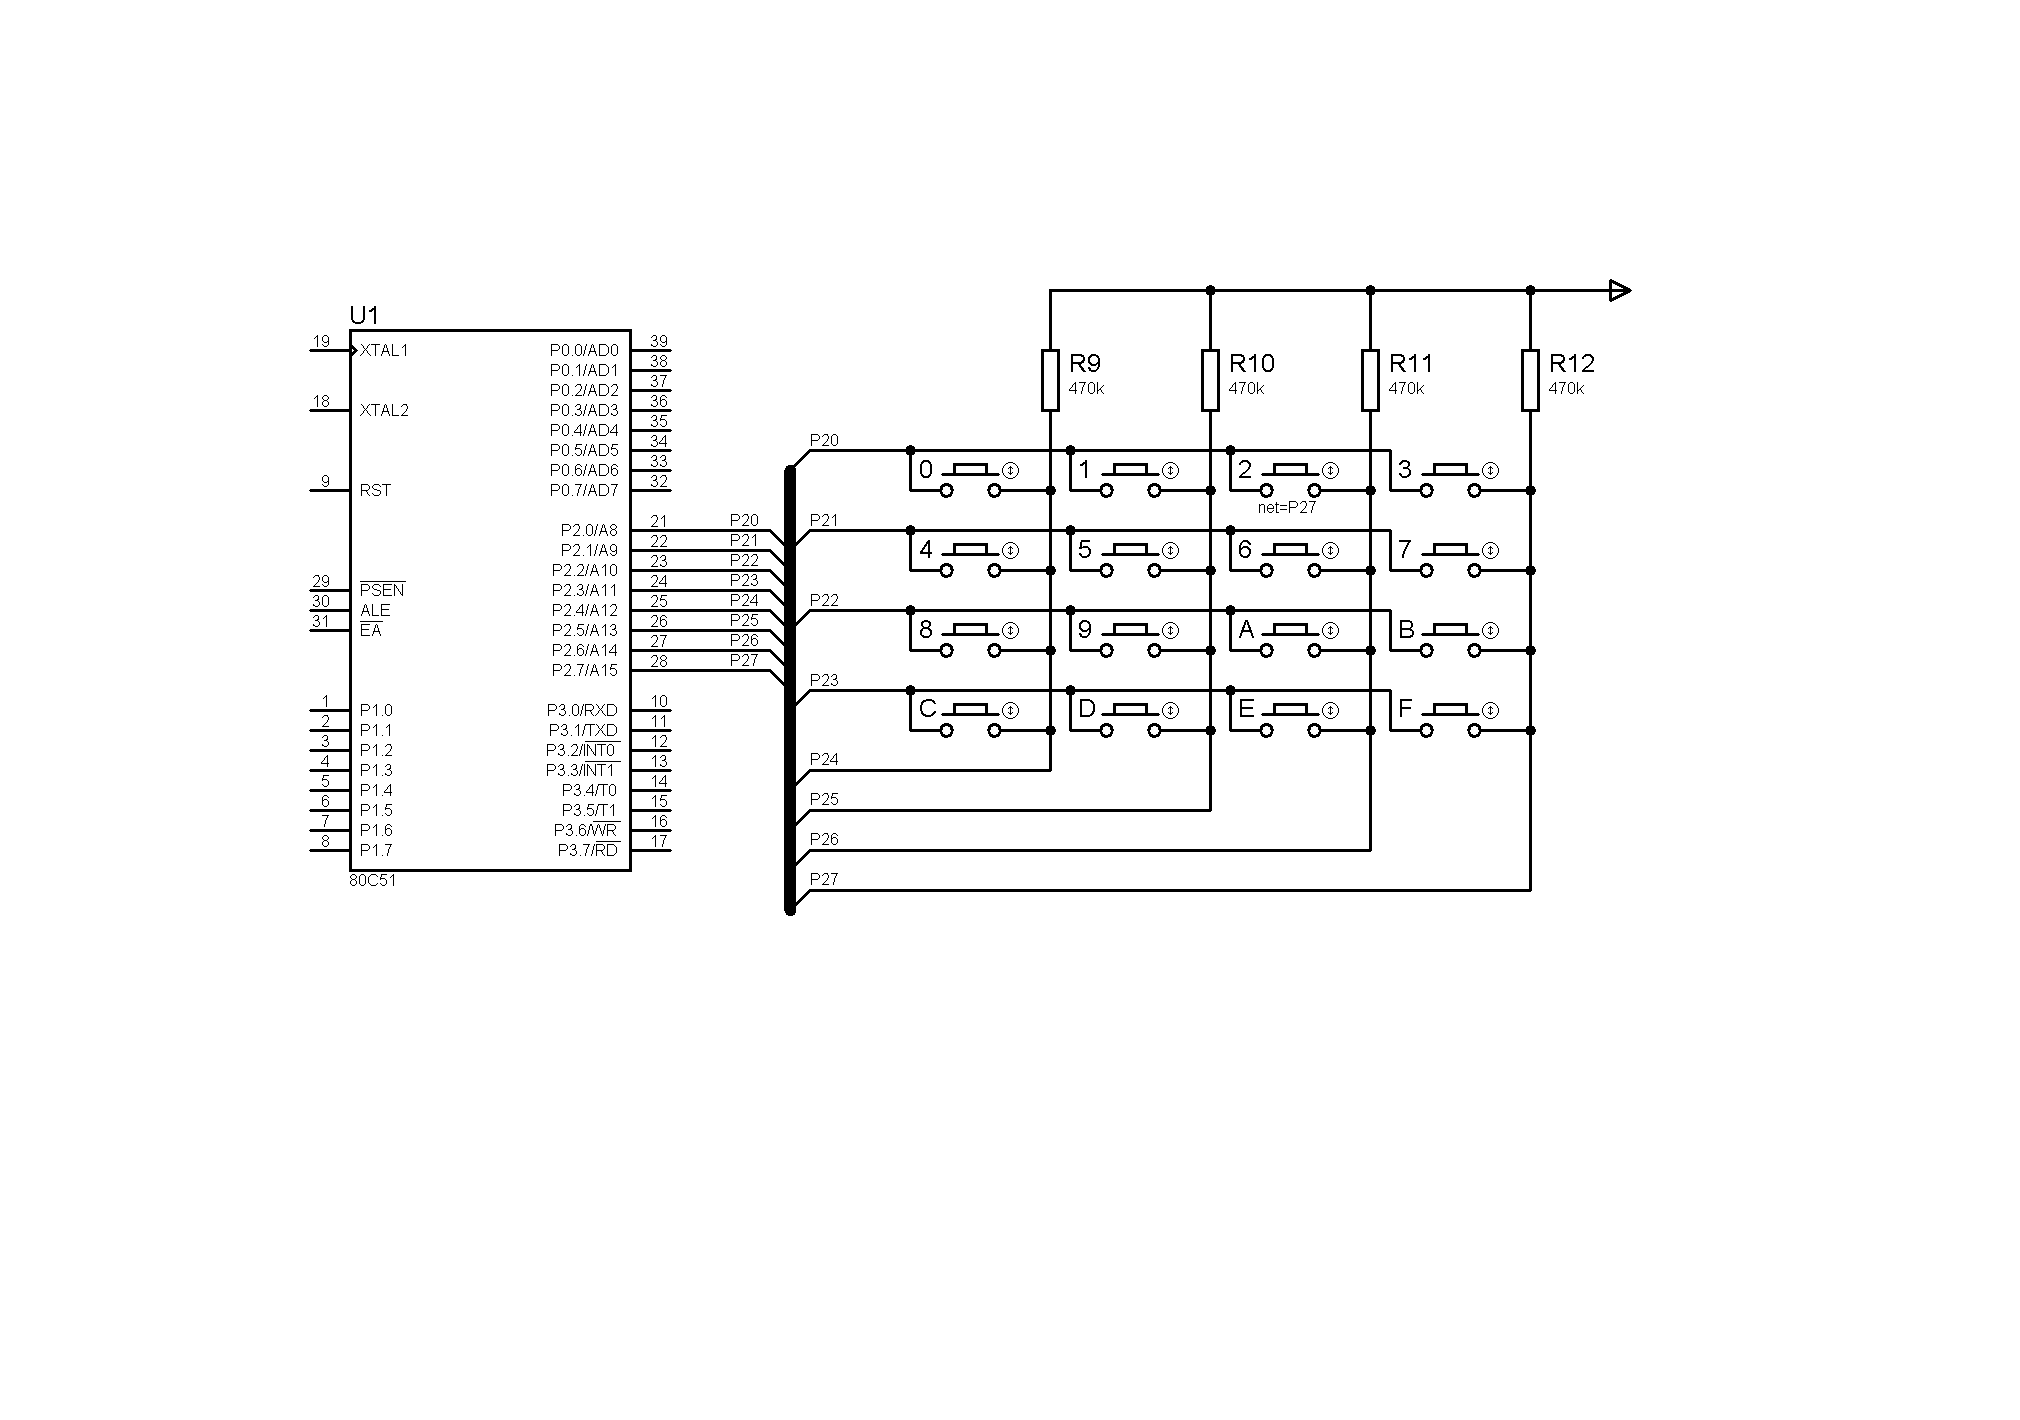 U1
19
XTAL1
18
XTAL2
9
RST
29
PSEN
30
ALE
31
EA
1
P1.0
2
P1.1
3
P1.2
4
P1.3
5
P1.4
6
P1.5
7
P1.6
8
P1.7
P0.0/AD0
39
P0.1/AD1
38
P0.2/AD2
37
P0.3/AD3
36
P0.4/AD4
35
P0.5/AD5
34
P0.6/AD6
33
P0.7/AD7
32
P2.0/A8
21
P20
P2.1/A9
22
P21
P2.2/A10
23
P22
P2.3/A11
24
P23
P2.4/A12
25
P24
P2.5/A13
26
P25
P2.6/A14
27
P26
P2.7/A15
28
P27
P3.0/RXD
10
P3.1/TXD
11
P3.2/INT0
12
P3.3/INT1
13
P3.4/T0
14
P3.5/T1
15
P3.6/WR
16
P3.7/RD
17
80C51
R9
470k
R10
470k
R11
470k
R12
470k
P20
0
1
2
3
net=P27
P21
4
5
6
7
P22
8
9
A
B
P23
C
D
E
F
P24
P25
P26
P27